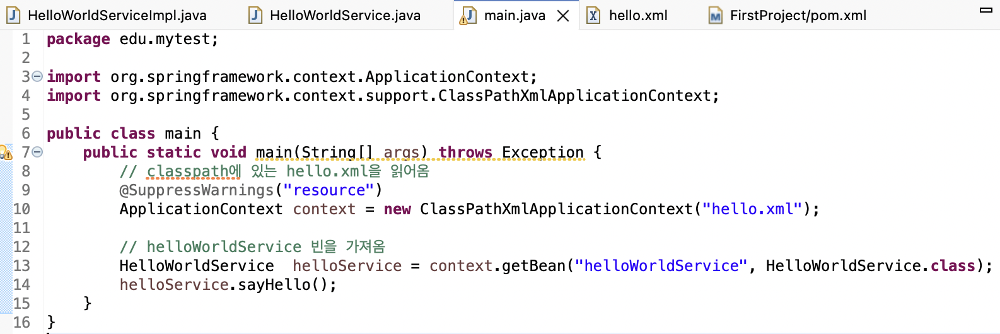 HelloWorldServiceImpl.java HelloWorldService.java main.java hello.xml FirstProject/pom.xml
1 package edu.mytest;
2
3 import org.springframework.context.ApplicationContext;
4 import org.springframework.context.support.ClassPathXmlApplicationContext;
5
6 public class main {
7     public static void main(String[] args) throws Exception {
8         // classpath에 있는 hello.xml을 읽어옴
9         @SuppressWarnings("resource")
10         ApplicationContext context = new ClassPathXmlApplicationContext("hello.xml");
11
12         // helloWorldService 빈을 가져옴
13         HelloWorldService  helloService = context.getBean("helloWorldService", HelloWorldService.class);
14         helloService.sayHello();
15     }
16 }